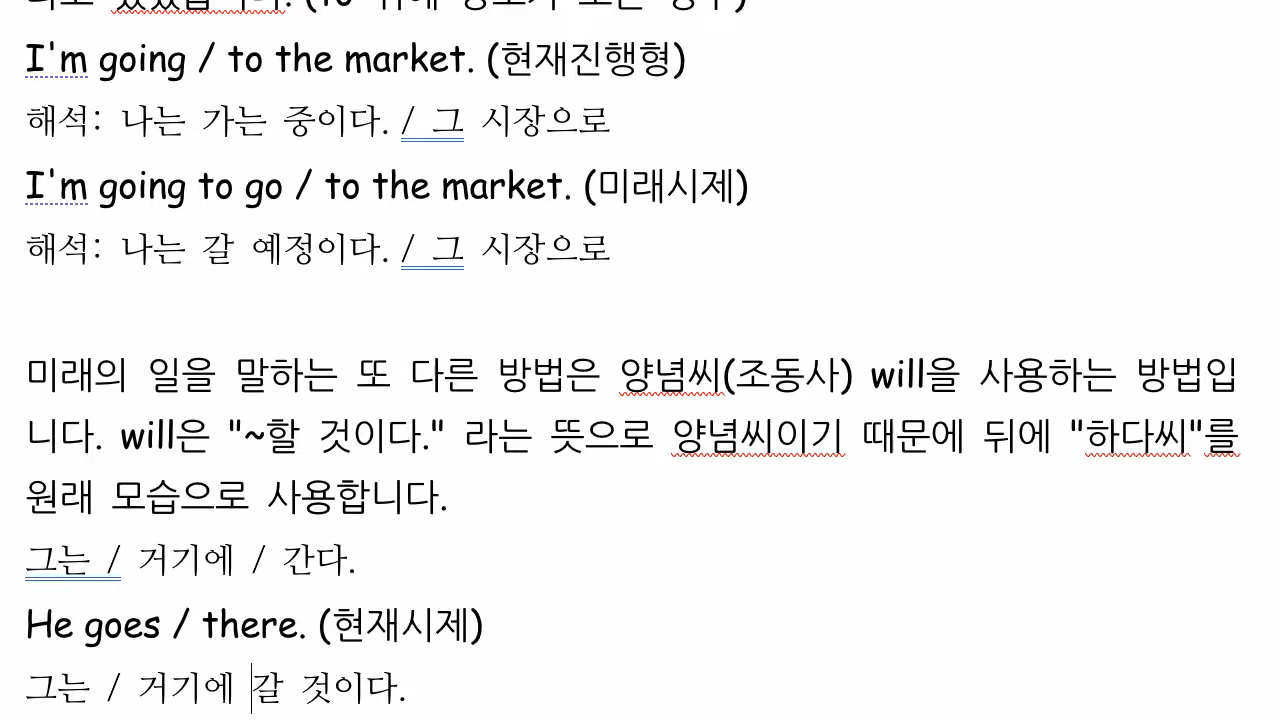 I'm going / to the market. (현재진행형)
해석: 나는 가는 중이다. / 그 시장으로
I'm going to go / to the market. (미래시제)
해석: 나는 갈 예정이다. / 그 시장으로
미래의 일을 말하는 또 다른 방법은 양념씨(조동사) will을 사용하는 방법입
니다. will은 "~할 것이다." 라는 뜻으로 양념씨이기 때문에 뒤에 "하다씨"를
원래 모습으로 사용합니다.
그는 / 거기에 / 간다.
He goes / there. (현재시제)
그는 / 거기에 갈 것이다.